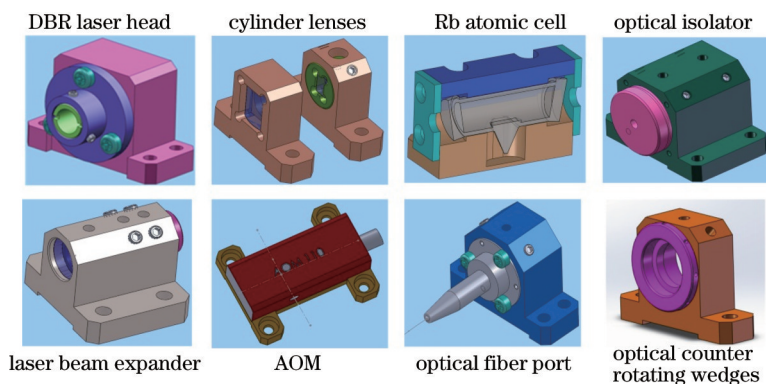 DBR laser head
cylinder lenses
Rb atomic cell
optical isolator
laser beam expander
AOM
optical fiber port
optical counter
rotating wedges